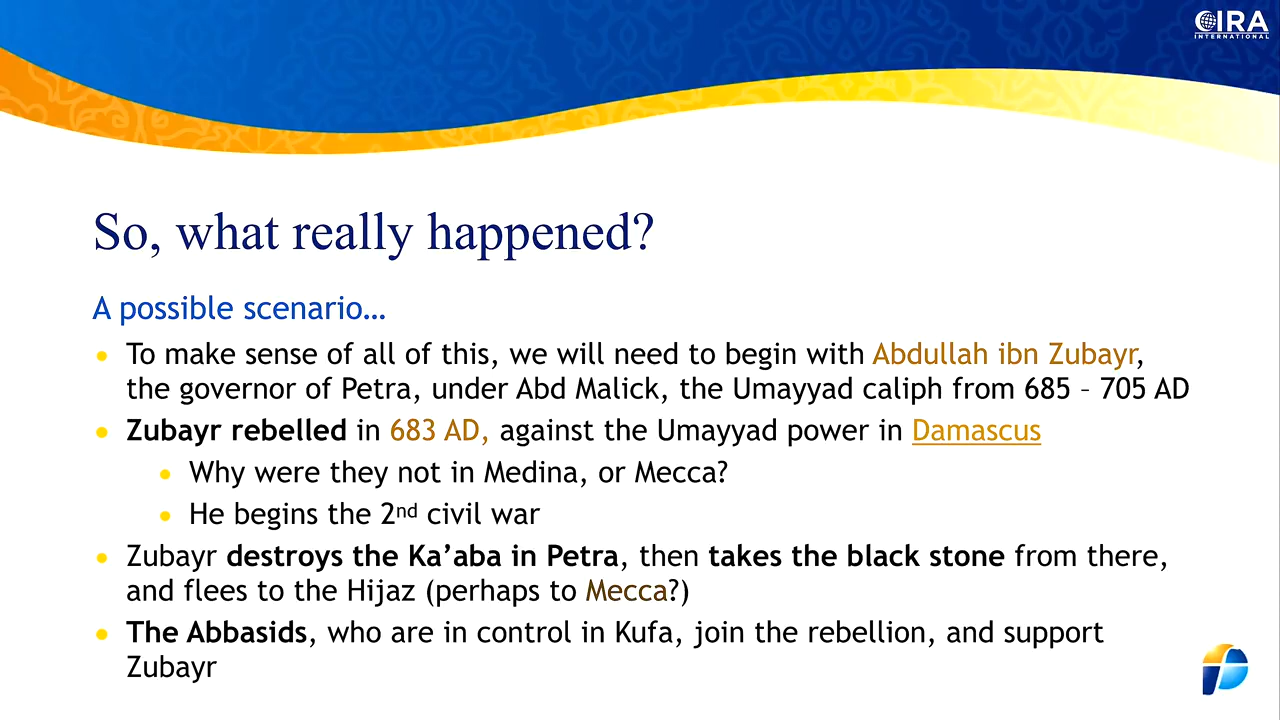 CIRA
INTERNATIONAL
So, what really happened?
A possible scenario…
• To make sense of all of this, we will need to begin with Abdullah ibn Zubayr,
the governor of Petra, under Abd Malick, the Umayyad caliph from 685 – 705 AD
• Zubayr rebelled in 683 AD, against the Umayyad power in Damascus
• Why were they not in Medina, or Mecca?
• He begins the 2nd civil war
• Zubayr destroys the Ka’aba in Petra, then takes the black stone from there,
and flees to the Hijaz (perhaps to Mecca?)
• The Abbasids, who are in control in Kufa, join the rebellion, and support
Zubayr